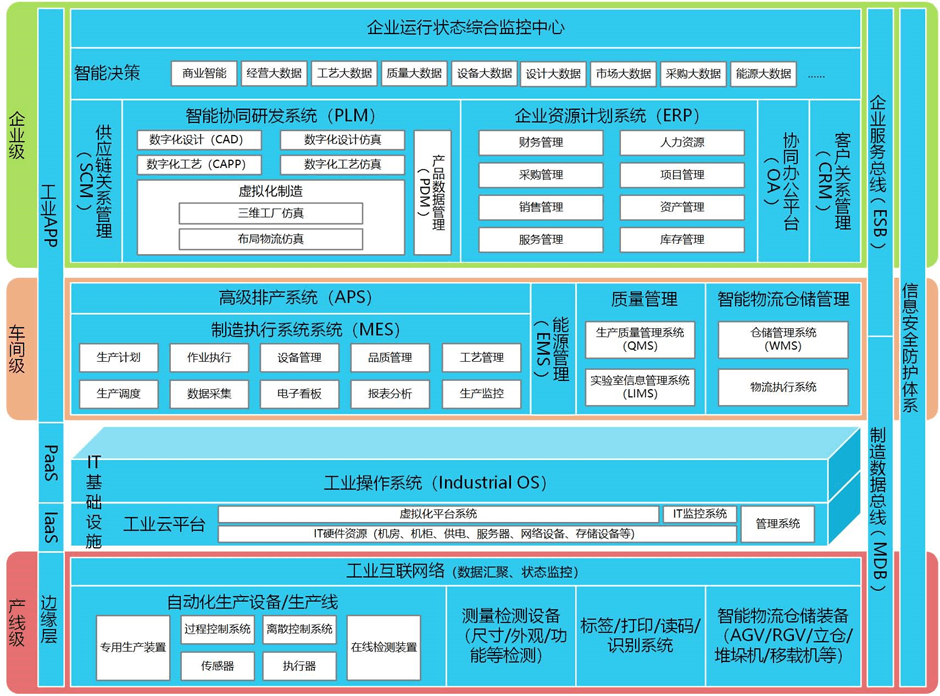 企业级
工业APP
企业运行状态综合监控中心
智能决策
商业智能
经营大数据
工艺大数据
质量大数据
设备大数据
设计大数据
市场大数据
采购大数据
能源大数据
......
供应链关系管理
(SCM)
智能协同研发系统（PLM）
数字化设计（CAD）
数字化设计仿真
数字化工艺（CAPP）
数字化工艺仿真
虚拟化制造
三维工厂仿真
布局物流仿真
产品数据管理
(PDM)
企业资源计划系统（ERP）
财务管理
人力资源
采购管理
项目管理
销售管理
资产管理
服务管理
库存管理
协同办公平台
(OA)
客户关系管理
(CRM)
企业服务总线(ESB)
信息安全防护体系
车间级
高级排产系统（APS）
制造执行系统系统（MES）
生产计划
作业执行
设备管理
品质管理
工艺管理
生产调度
数据采集
电子看板
报表分析
生产监控
能源管理
(EMS)
质量管理
生产质量管理系统
(QMS)
实验室信息管理系统
(LIMS)
智能物流仓储管理
仓储管理系统
(WMS)
物流执行系统
制造数据总线(MDB)
PaaS
IaaS
IT基础设施
工业操作系统（Industrial OS）
工业云平台
虚拟化平台系统
IT监控系统
管理系统
IT硬件资源（机房、机柜、供电、服务器、网络设备、存储设备等）
产线级
边缘层
工业互联网络（数据汇聚、状态监控）
自动化生产设备/生产线
专用生产装置
过程控制系统
离散控制系统
传感器
执行器
在线检测装置
测量检测设备
（尺寸/外观/功
能等检测）
标签/打印/读码/
识别系统
智能物流仓储装备
（AGV/RGV/立仓/
堆垛机/移载机等）